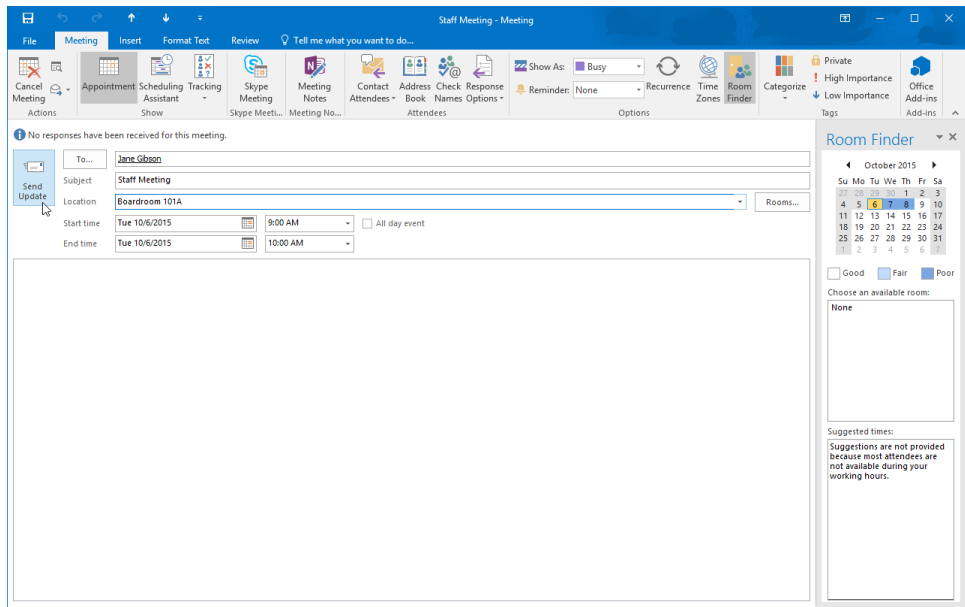 Staff Meeting - Meeting
File Meeting Insert Format Text Review Tell me what you want to do...
Cancel Meeting
Appointment
Scheduling Assistant
Tracking
Skype Meeting
Meeting Notes
Contact Attendees
Address Book
Check Names
Response Options
Show As: Busy
Reminder: None
Recurrence
Time Zones
Room Finder
Categorize
Private
High Importance
Low Importance
Office Add-ins
Actions Show Skype Meeti... Meeting No... Attendees Options Tags Add-ins
No responses have been received for this meeting.
Send Update
To... Jane Gibson
Subject Staff Meeting
Location Boardroom 101A Rooms...
Start time Tue 10/6/2015 9:00 AM All day event
End time Tue 10/6/2015 10:00 AM
Room Finder
October 2015
Su Mo Tu We Th Fr Sa
27 28 29 30 1 2 3
4 5 6 7 8 9 10
11 12 13 14 15 16 17
18 19 20 21 22 23 24
25 26 27 28 29 30 31
1 2 3 4 5 6 7
Good Fair Poor
Choose an available room:
None
Suggested times:
Suggestions are not provided
because most attendees are
not available during your
working hours.